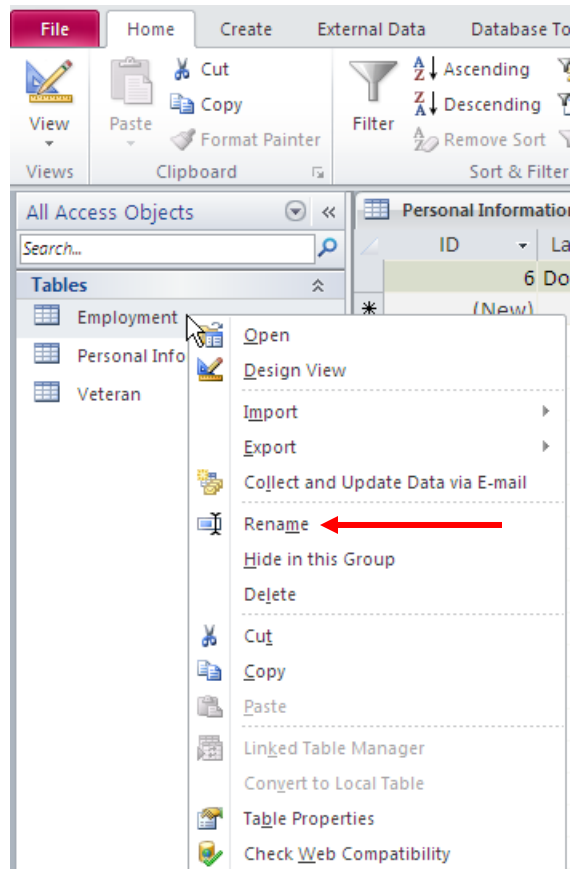 File Home Create External Data Database To
Cut
Copy
Format Painter
View Paste Filter
Ascending
Descending
Remove Sort
Views Clipboard Sort & Filter
All Access Objects
Search...
Tables
Employment
Personal Info
Veteran
Personal Information
ID La
6 Do
(New)
Open
Design View
Import
Export
Collect and Update Data via E-mail
Rename
Hide in this Group
Delete
Cut
Copy
Paste
Linked Table Manager
Convert to Local Table
Table Properties
Check Web Compatibility